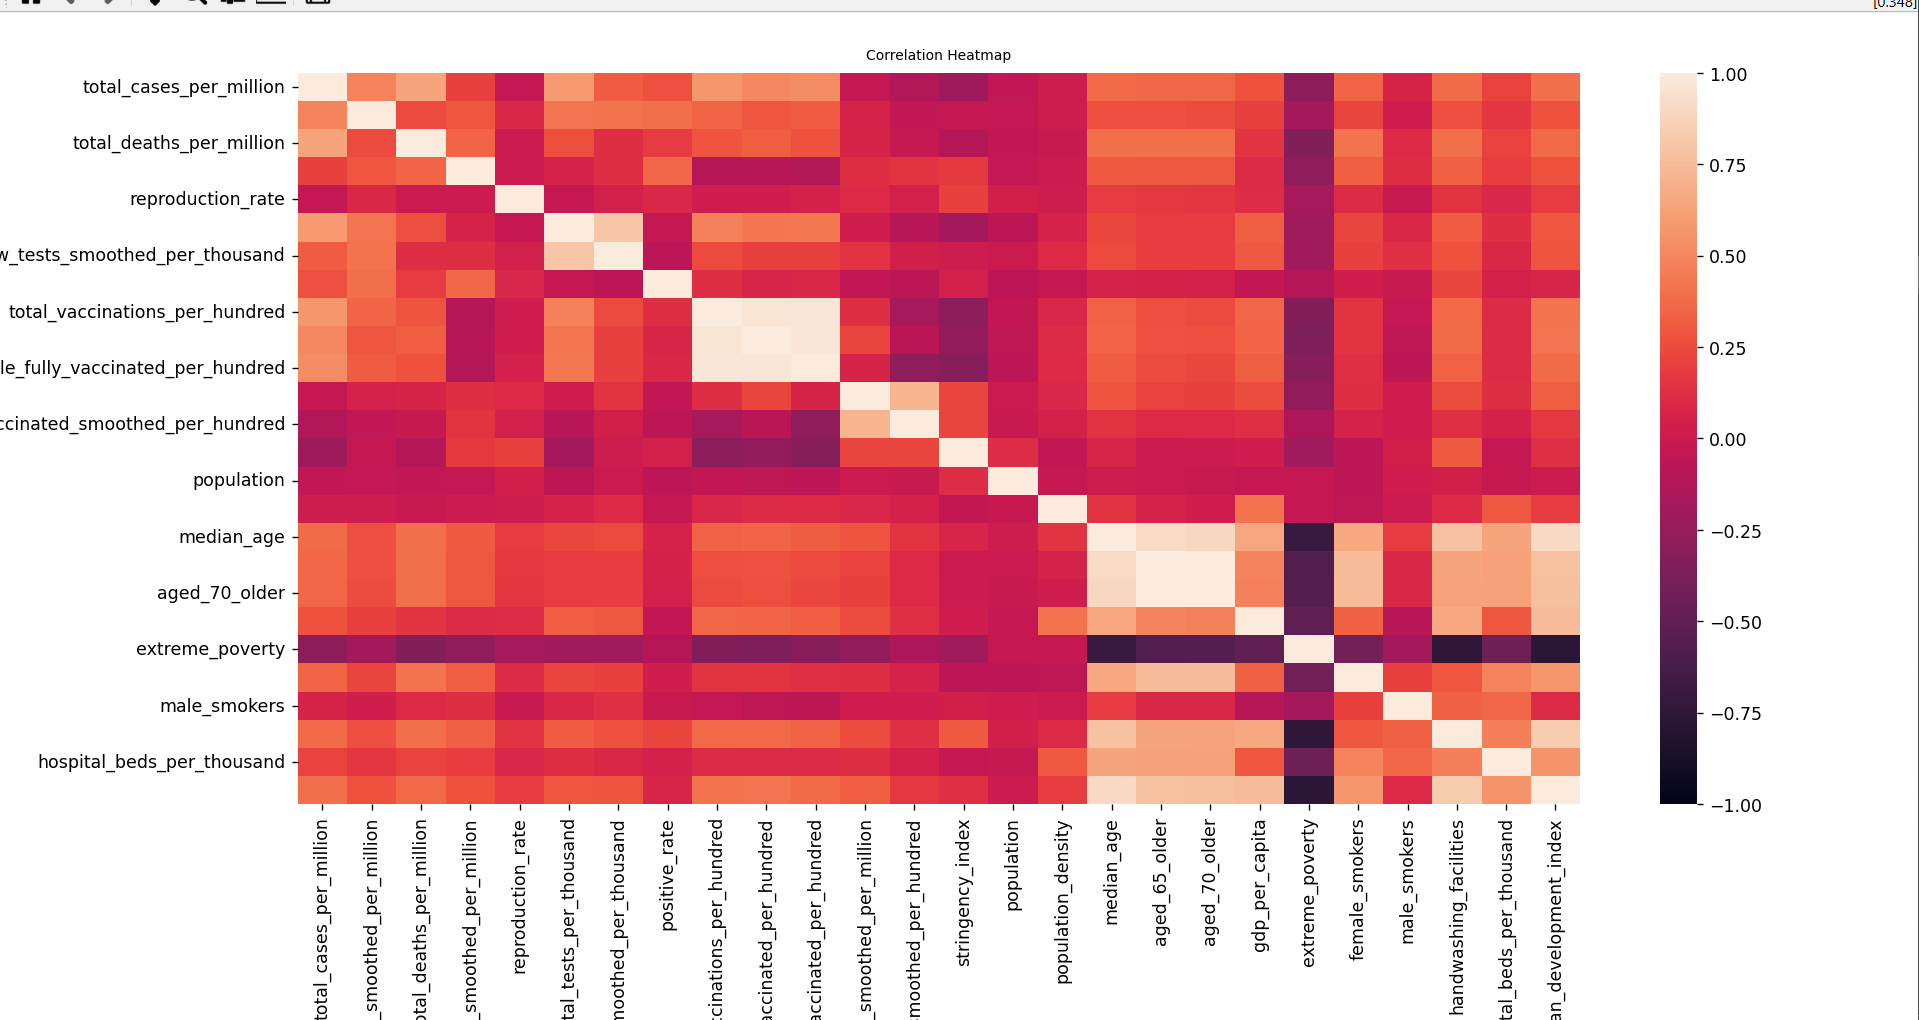 [0.348]
Correlation Heatmap
total_cases_per_million
total_deaths_per_million
reproduction_rate
w_tests_smoothed_per_thousand
total_vaccinations_per_hundred
le_fully_vaccinated_per_hundred
ccinated_smoothed_per_hundred
population
median_age
aged_70_older
extreme_poverty
male_smokers
hospital_beds_per_thousand
1.00
0.75
0.50
0.25
0.00
−0.25
−0.50
−0.75
−1.00
total_cases_per_million
_smoothed_per_million
otal_deaths_per_million
_smoothed_per_million
reproduction_rate
tal_tests_per_thousand
moothed_per_thousand
positive_rate
ccinations_per_hundred
accinated_per_hundred
accinated_per_hundred
_smoothed_per_million
smoothed_per_hundred
stringency_index
population
population_density
median_age
aged_65_older
aged_70_older
gdp_per_capita
extreme_poverty
female_smokers
male_smokers
handwashing_facilities
tal_beds_per_thousand
an_development_index